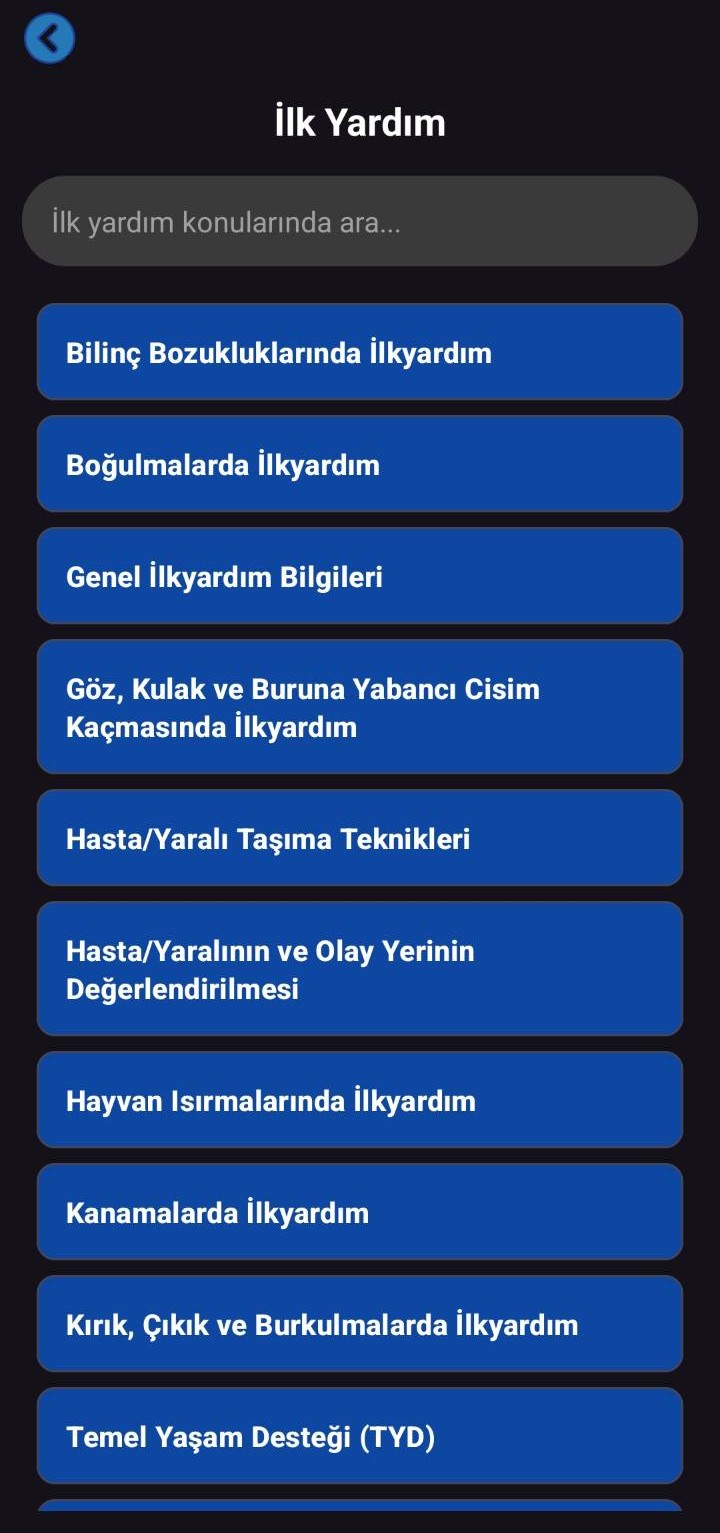 İlk Yardım
İlk yardım konularında ara...
Bilinç Bozukluklarında İlkyardım
Boğulmalarda İlkyardım
Genel İlkyardım Bilgileri
Göz, Kulak ve Buruna Yabancı Cisim
Kaçmasında İlkyardım
Hasta/Yaralı Taşıma Teknikleri
Hasta/Yaralının ve Olay Yerinin
Değerlendirilmesi
Hayvan Isırmalarında İlkyardım
Kanamalarda İlkyardım
Kırık, Çıkık ve Burkulmalarda İlkyardım
Temel Yaşam Desteği (TYD)